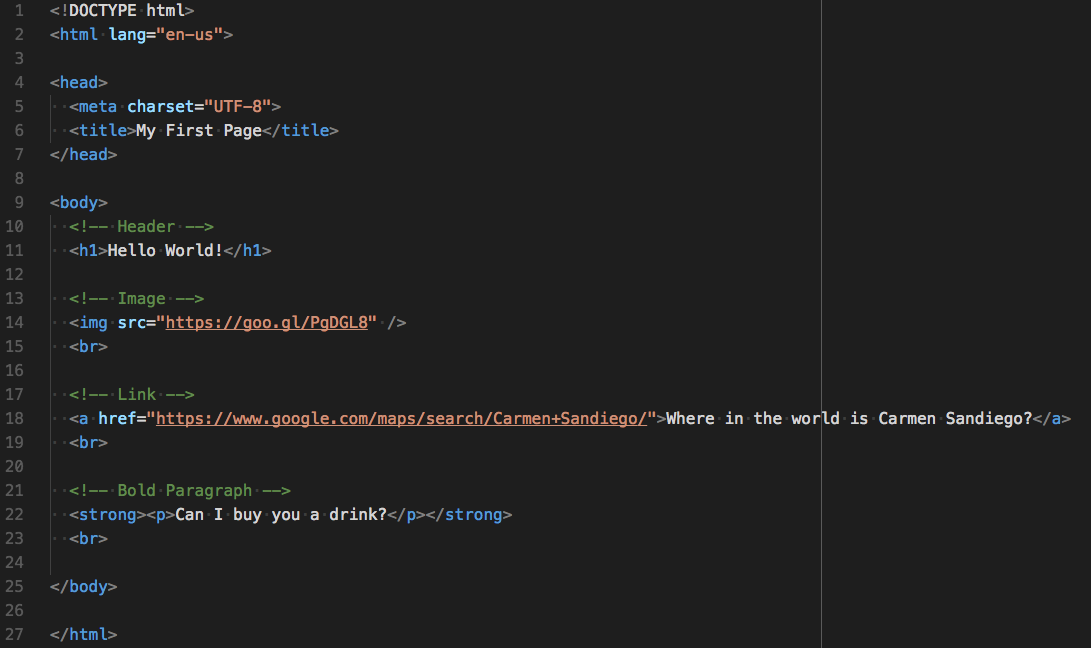 1 <!DOCTYPE html>
2 <html lang="en-us">
3
4 <head>
5   <meta charset="UTF-8">
6   <title>My First Page</title>
7 </head>
8
9 <body>
10   <!-- Header -->
11   <h1>Hello World!</h1>
12
13   <!-- Image -->
14   <img src="https://goo.gl/PgDGL8" />
15   <br>
16
17   <!-- Link -->
18   <a href="https://www.google.com/maps/search/Carmen+Sandiego/">Where in the world is Carmen Sandiego?</a>
19   <br>
20
21   <!-- Bold Paragraph -->
22   <strong><p>Can I buy you a drink?</p></strong>
23   <br>
24
25 </body>
26
27 </html>